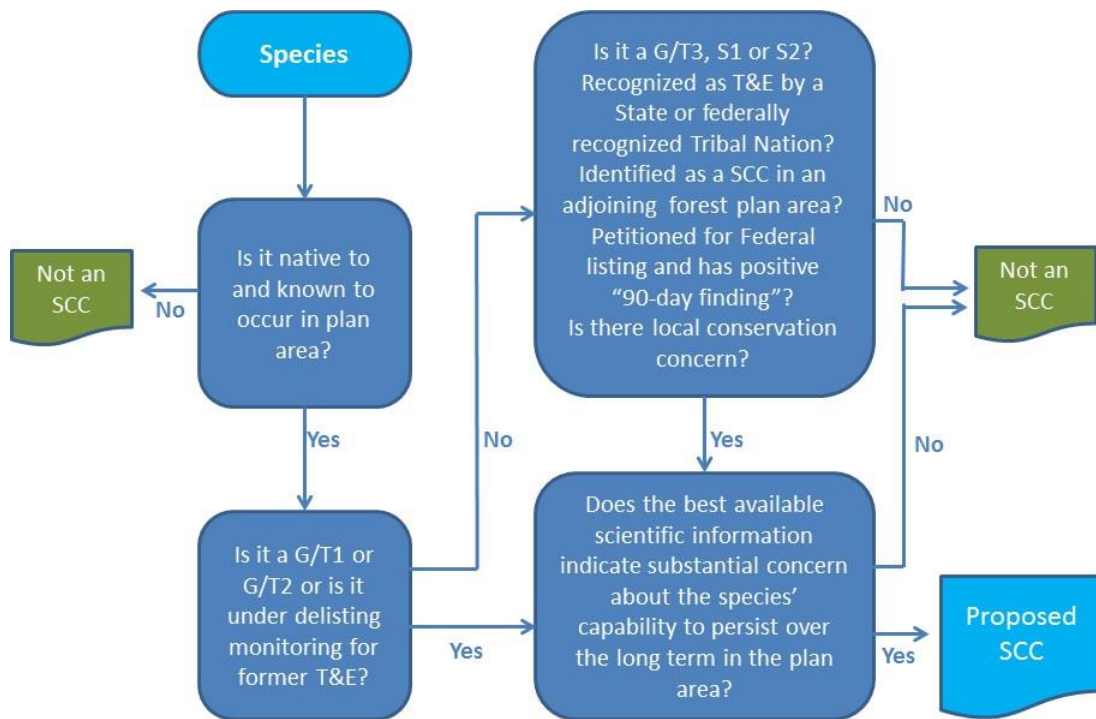 Species
Is it native to
and known to
occur in plan
area?
No
Not an
SCC
Yes
Is it a G/T1 or
G/T2 or is it
under delisting
monitoring for
former T&E?
No
Yes
Is it a G/T3, S1 or S2?
Recognized as T&E by a
State or federally
recognized Tribal Nation?
Identified as a SCC in an
adjoining forest plan area?
Petitioned for Federal
listing and has positive
“90-day finding”?
Is there local conservation
concern?
No
Not an
SCC
Yes
Does the best available
scientific information
indicate substantial concern
about the species’
capability to persist over
the long term in the plan
area?
No
Yes
Proposed
SCC